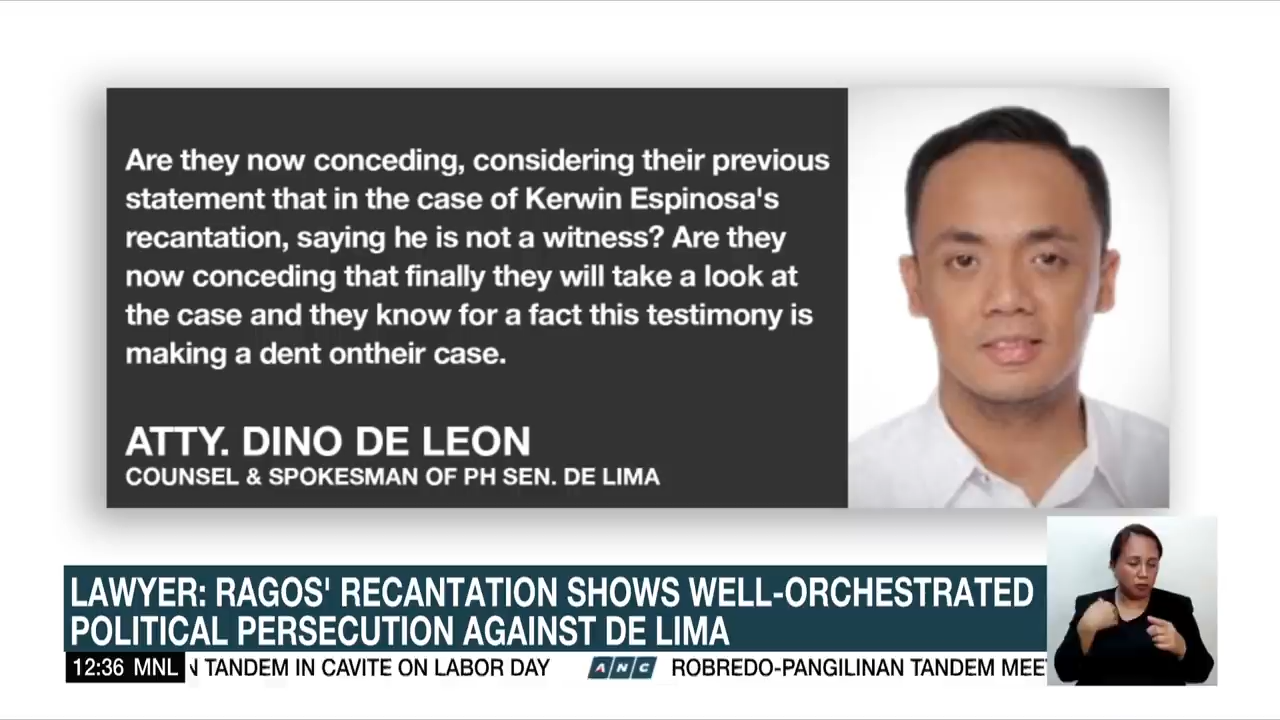 Are they now conceding, considering their previous
statement that in the case of Kerwin Espinosa's
recantation, saying he is not a witness? Are they
now conceding that finally they will take a look at
the case and they know for a fact this testimony is
making a dent ontheir case.
ATTY. DINO DE LEON
COUNSEL & SPOKESMAN OF PH SEN. DE LIMA
LAWYER: RAGOS' RECANTATION SHOWS WELL-ORCHESTRATED
POLITICAL PERSECUTION AGAINST DE LIMA
12:36 MNL N TANDEM IN CAVITE ON LABOR DAY ANC ROBREDO-PANGILINAN TANDEM MEE